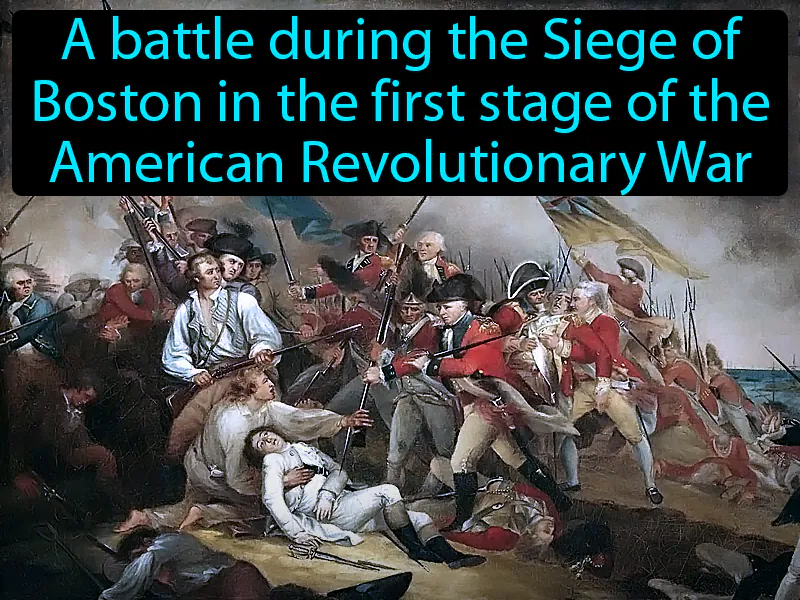 A battle during the Siege of
Boston in the first stage of the
American Revolutionary War